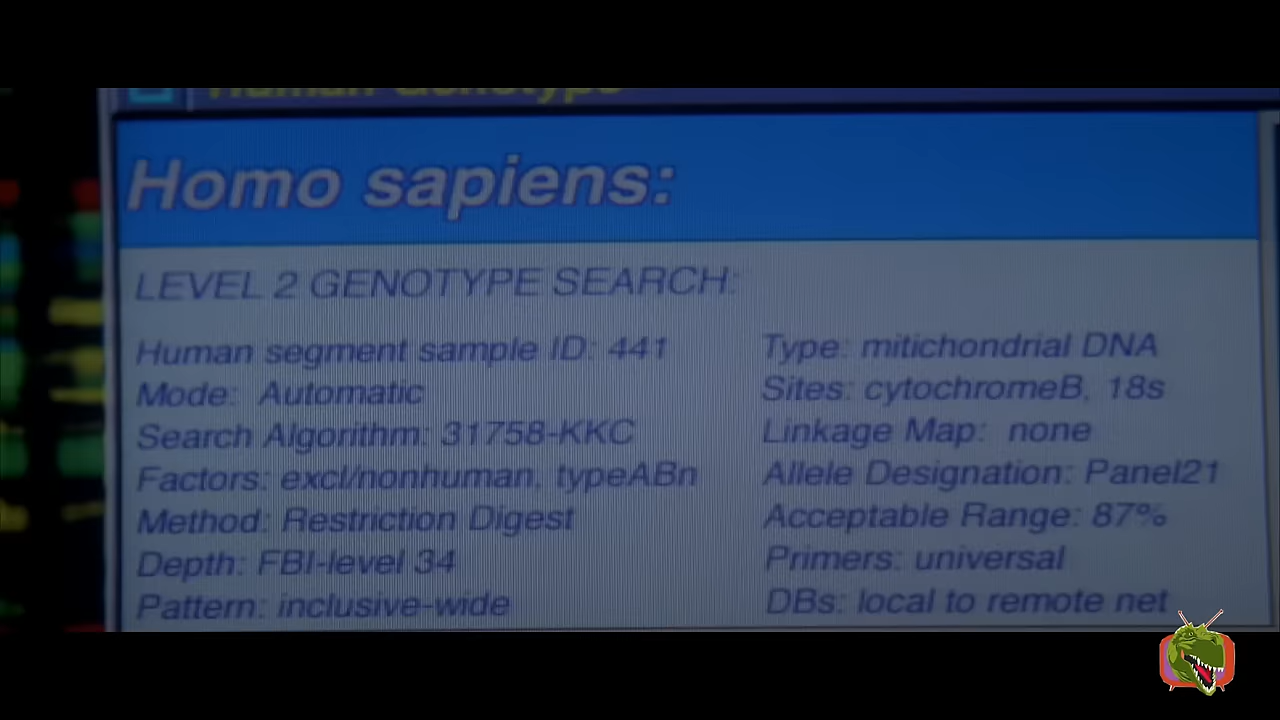 Human Genotype
Homo sapiens:
LEVEL 2 GENOTYPE SEARCH:
Human segment sample ID: 441
Mode: Automatic
Search Algorithm: 31758-KKC
Factors: excl/nonhuman, typeABn
Method: Restriction Digest
Depth: FBI-level 34
Pattern: inclusive-wide
Type: mitichondrial DNA
Sites: cytochromeB, 18s
Linkage Map: none
Allele Designation: Panel21
Acceptable Range: 87%
Primers: universal
DBs: local to remote net